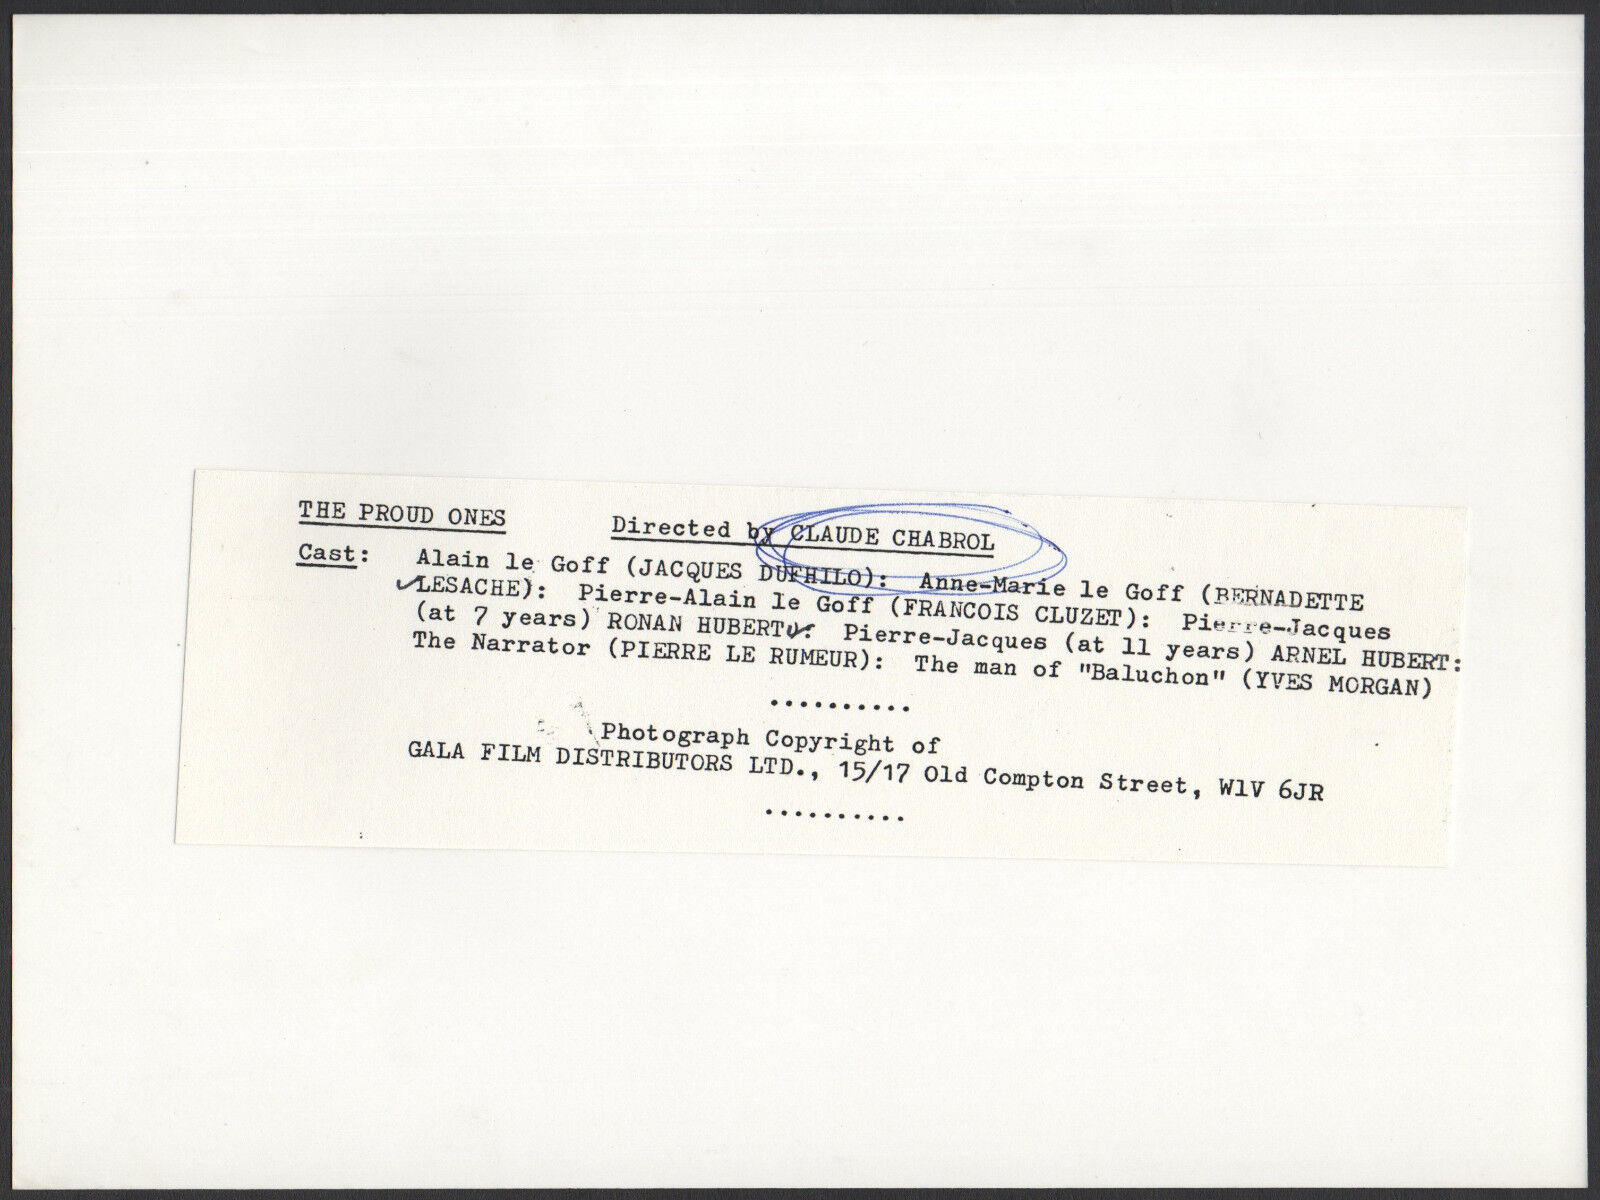 THE PROUD ONES Directed by CLAUDE CHABROL
Cast: Alain le Goff (JACQUES DUFHILO): Anne-Marie le Goff (BERNADETTE
LESACHE): Pierre-Alain le Goff (FRANCOIS CLUZET): Pierre-Jacques
(at 7 years) RONAN HUBERT): Pierre-Jacques (at 11 years) ARNEL HUBERT:
The Narrator (PIERRE LE RUMEUR): The man of "Baluchon" (YVES MORGAN)
..........
Photograph Copyright of
GALA FILM DISTRIBUTORS LTD., 15/17 Old Compton Street, W1V 6JR
..........